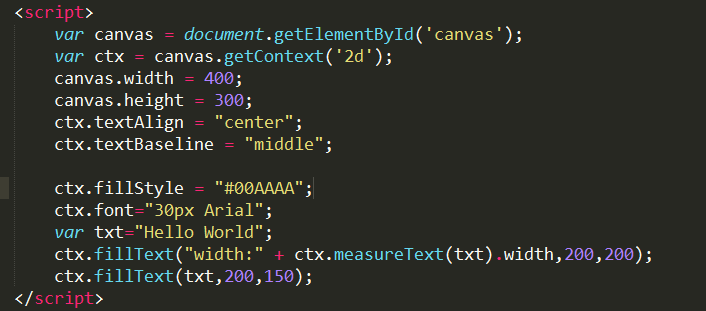 <script>
var canvas = document.getElementById('canvas');
var ctx = canvas.getContext('2d');
canvas.width = 400;
canvas.height = 300;
ctx.textAlign = "center";
ctx.textBaseline = "middle";
ctx.fillStyle = "#00AAAA";
ctx.font="30px Arial";
var txt="Hello World";
ctx.fillText("width:" + ctx.measureText(txt).width,200,200);
ctx.fillText(txt,200,150);
</script>